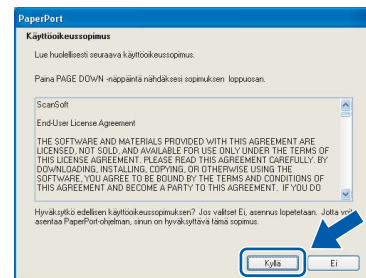 PaperPort
Käyttöoikeussopimus
Lue huolellisesti seuraava käyttöoikeussopimus.
Paina PAGE DOWN -näppäintä nähdäksesi sopimuksen loppuosan.
ScanSoft
End-User License Agreement
THE SOFTWARE AND MATERIALS PROVIDED WITH THIS AGREEMENT ARE
LICENSED, NOT SOLD, AND AVAILABLE FOR USE ONLY UNDER THE TERMS OF
THIS LICENSE AGREEMENT. PLEASE READ THIS AGREEMENT CAREFULLY. BY
DOWNLOADING, INSTALLING, COPYING, OR OTHERWISE USING THE
SOFTWARE, YOU AGREE TO BE BOUND BY THE TERMS AND CONDITIONS OF
THIS AGREEMENT AND BECOME A PARTY TO THIS AGREEMENT. IF YOU DO
Hyväksytkö edellisen käyttöoikeussopimuksen? Jos valitset Ei, asennus lopetetaan. Jotta
asentaa PaperPort-ohjelman, sinun on hyväksyttävä tämä sopimus.
Kyllä
Ei